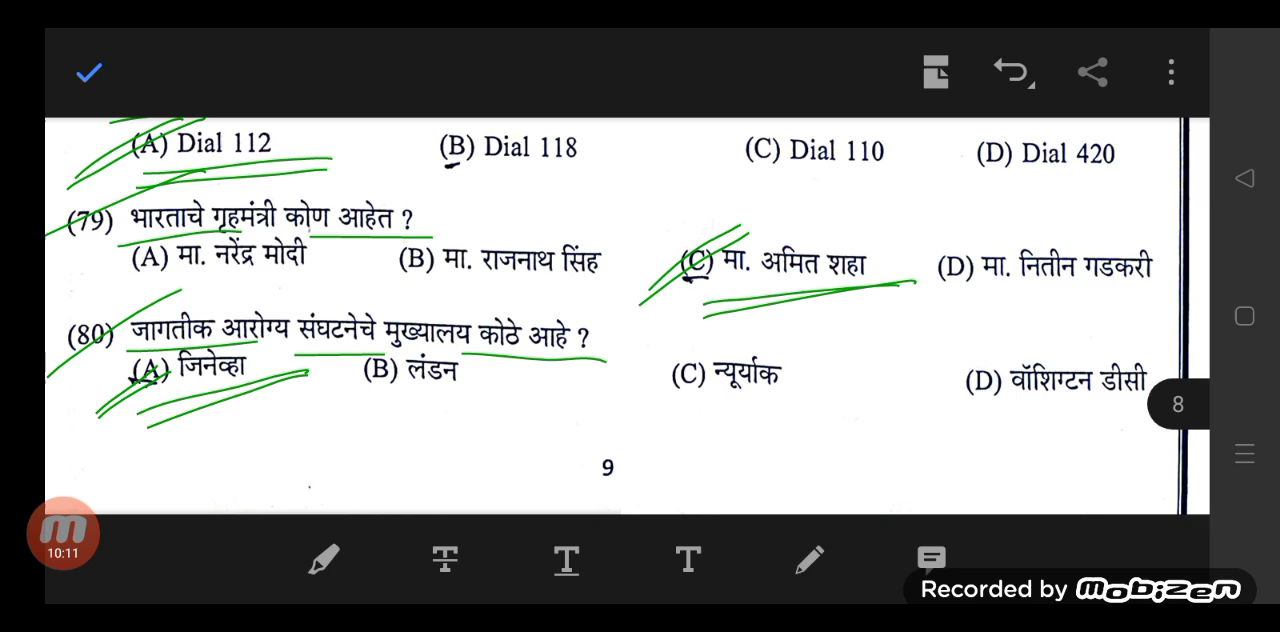 (A) Dial 112 (B) Dial 118 (C) Dial 110 (D) Dial 420
(79) भारताचे गृहमंत्री कोण आहेत ?
(A) मा. नरेंद्र मोदी (B) मा. राजनाथ सिंह (C) मा. अमित शहा (D) मा. नितीन गडकरी
(80) जागतीक आरोग्य संघटनेचे मुख्यालय कोठे आहे ?
(A) जिनेव्हा (B) लंडन (C) न्यूर्याक (D) वॉशिग्टन डीसी
8
9
m
10:11
T T T
Recorded by Mobizen